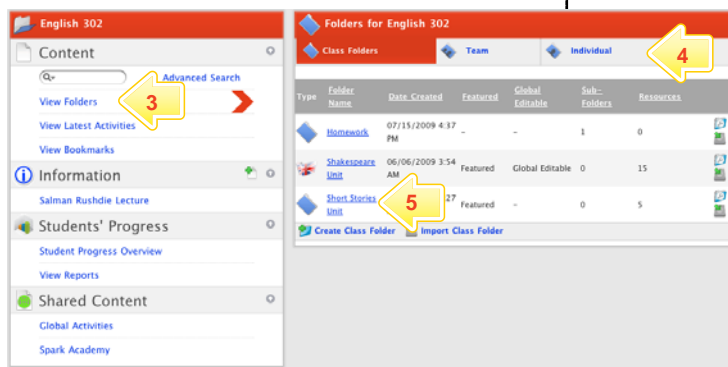 English 302
Content
Advanced Search
View Folders
3
View Latest Activities
View Bookmarks
Information
Salman Rushdie Lecture
Students' Progress
Student Progress Overview
View Reports
Shared Content
Global Activities
Spark Academy
Folders for English 302
Class Folders Team Individual
4
Type Folder Name Date Created Featured Global Editable Sub-Folders Resources
Homework 07/15/2009 4:37 PM - - 1 0
Shakespeare Unit 06/06/2009 3:54 AM Featured Global Editable 0 15
Short Stories Unit 5 27 Featured - 0 5
Create Class Folder Import Class Folder